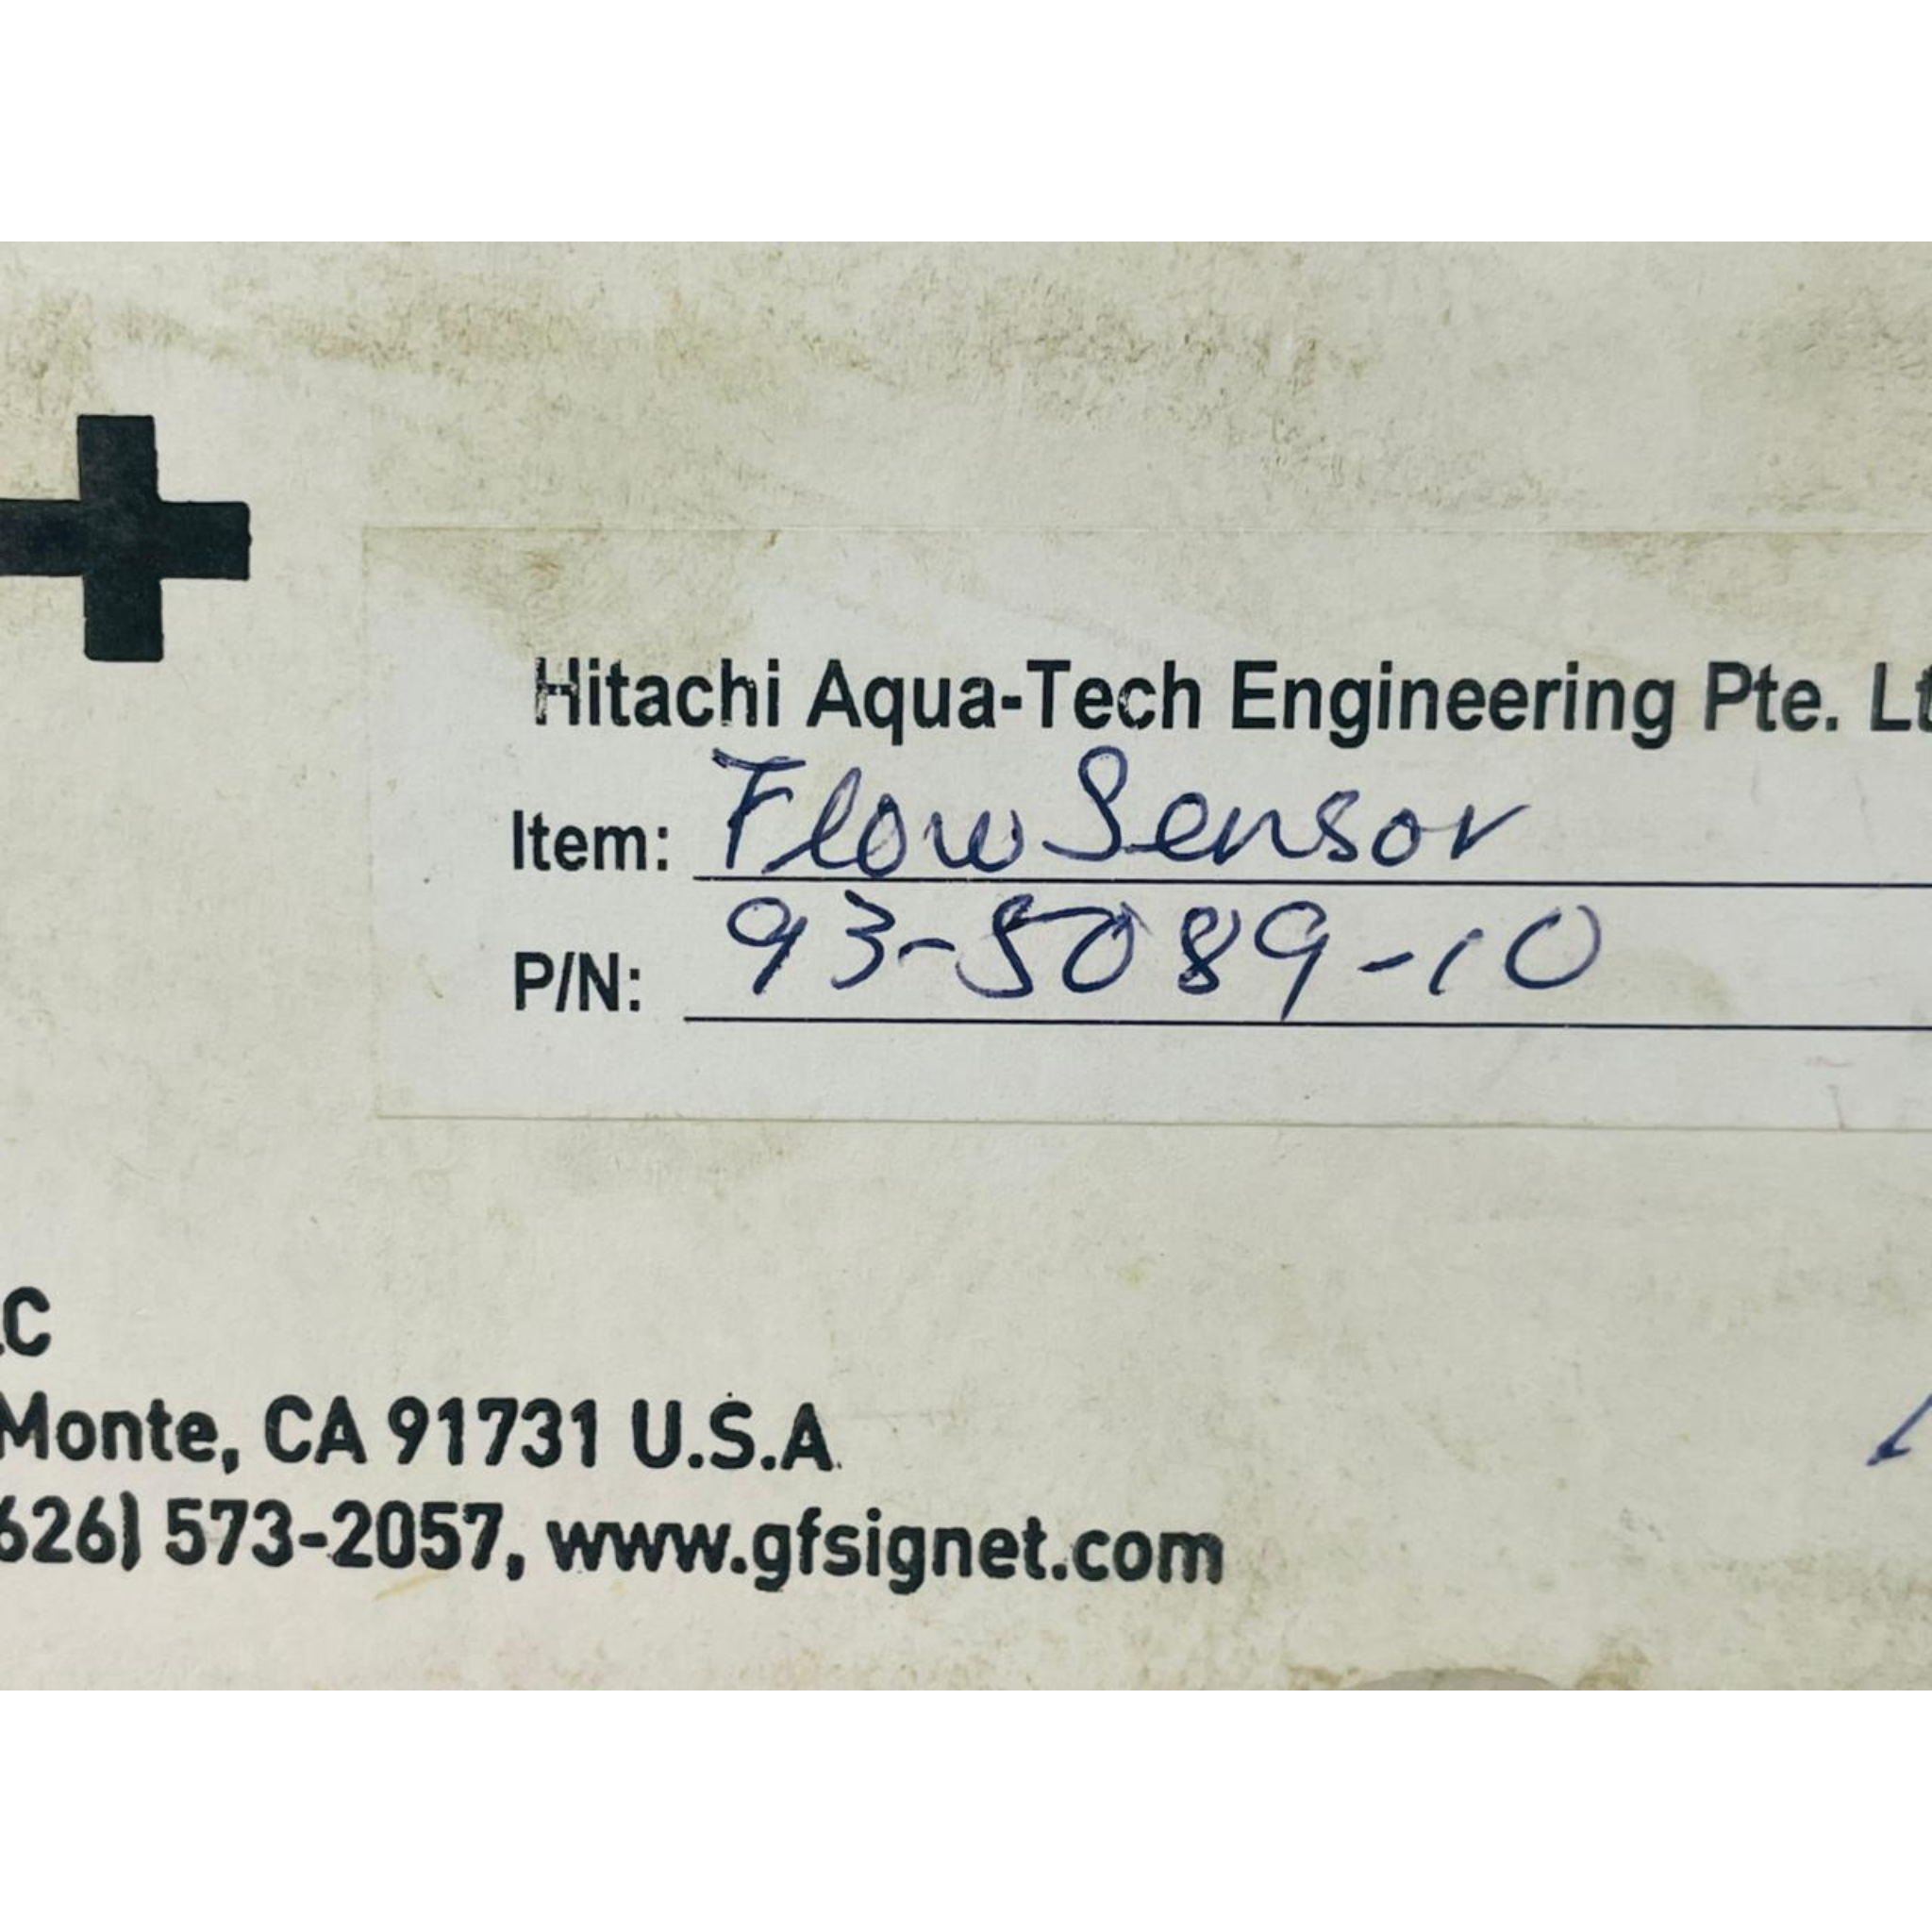 Hitachi Aqua-Tech Engineering Pte. Lt
Item: Flow Sensor
P/N: 93-5089-10
LC
Monte, CA 91731 U.S.A.
626) 573-2057, www.gfsignet.com